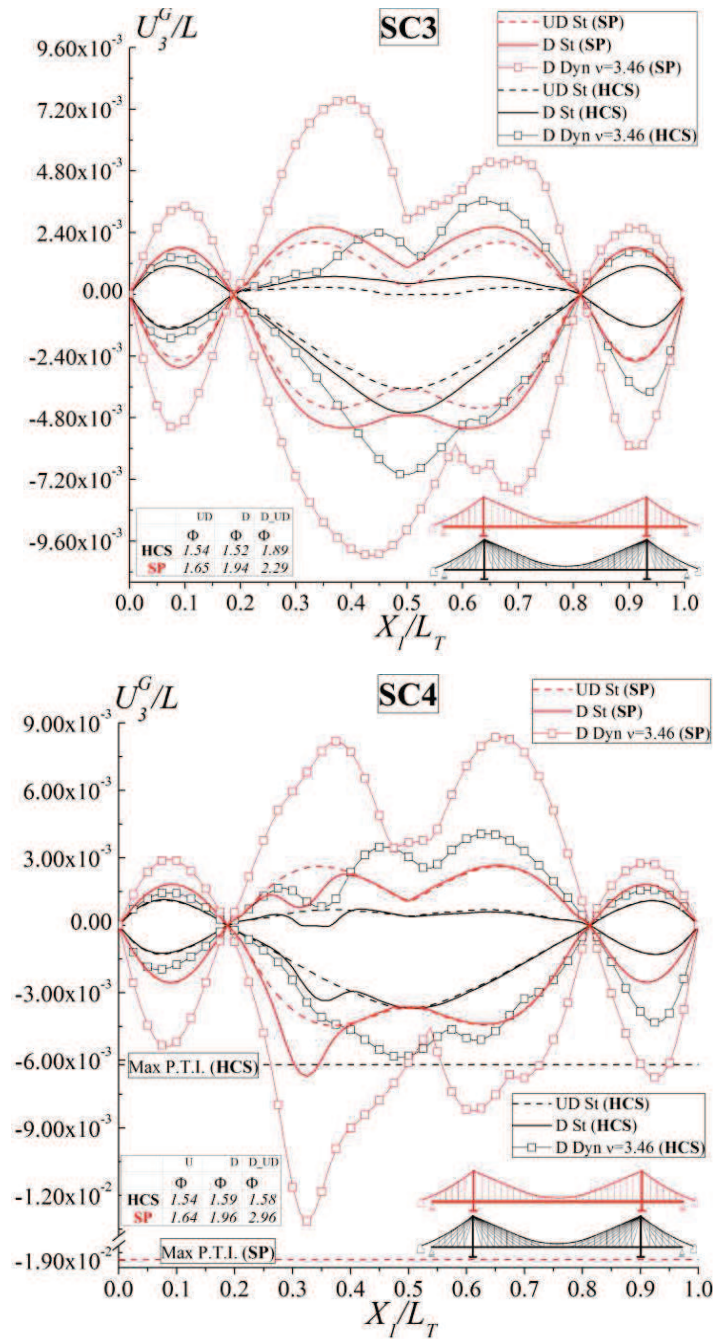 U₃ᴳ/L
SC3
UD St (SP)
D St (SP)
D Dyn ν=3.46 (SP)
UD St (HCS)
D St (HCS)
D Dyn ν=3.46 (HCS)
9.60x10⁻³
7.20x10⁻³
4.80x10⁻³
2.40x10⁻³
0.00
-2.40x10⁻³
-4.80x10⁻³
-7.20x10⁻³
-9.60x10⁻³
UD D D_UD
Φ Φ Φ
HCS 1.54 1.52 1.89
SP 1.65 1.94 2.29
0.0 0.1 0.2 0.3 0.4 0.5 0.6 0.7 0.8 0.9 1.0
X₁/L_T
U₃ᴳ/L
SC4
UD St (SP)
D St (SP)
D Dyn ν=3.46 (SP)
9.00x10⁻³
6.00x10⁻³
3.00x10⁻³
0.00
-3.00x10⁻³
-6.00x10⁻³
-9.00x10⁻³
-1.20x10⁻²
-1.90x10⁻²
Max P.T.I. (HCS)
UD St (HCS)
D St (HCS)
D Dyn ν=3.46 (HCS)
U D D_UD
Φ Φ Φ
HCS 1.54 1.59 1.58
SP 1.64 1.96 2.96
Max P.T.I. (SP)
0.0 0.1 0.2 0.3 0.4 0.5 0.6 0.7 0.8 0.9 1.0
X₁/L_T